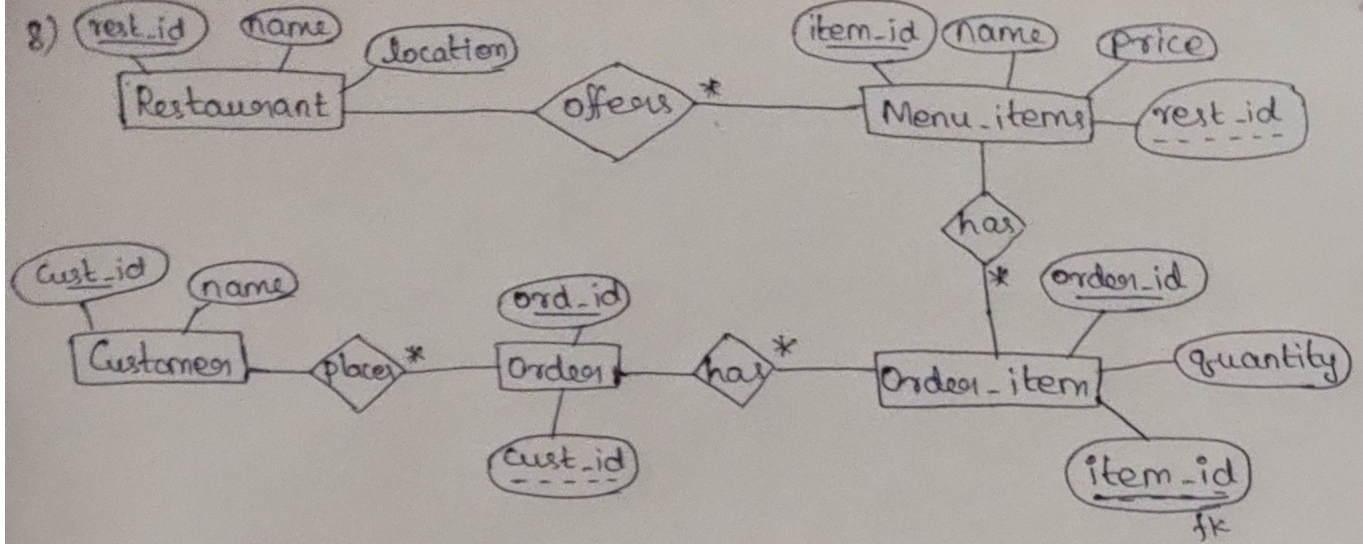 8) rest_id name location
Restaurant offers * Menu_items
item_id name price
rest_id
has
*
cust_id name
Customer places * Order has * Order_item
ord_id
cust_id
order_id
quantity
item_id
fk